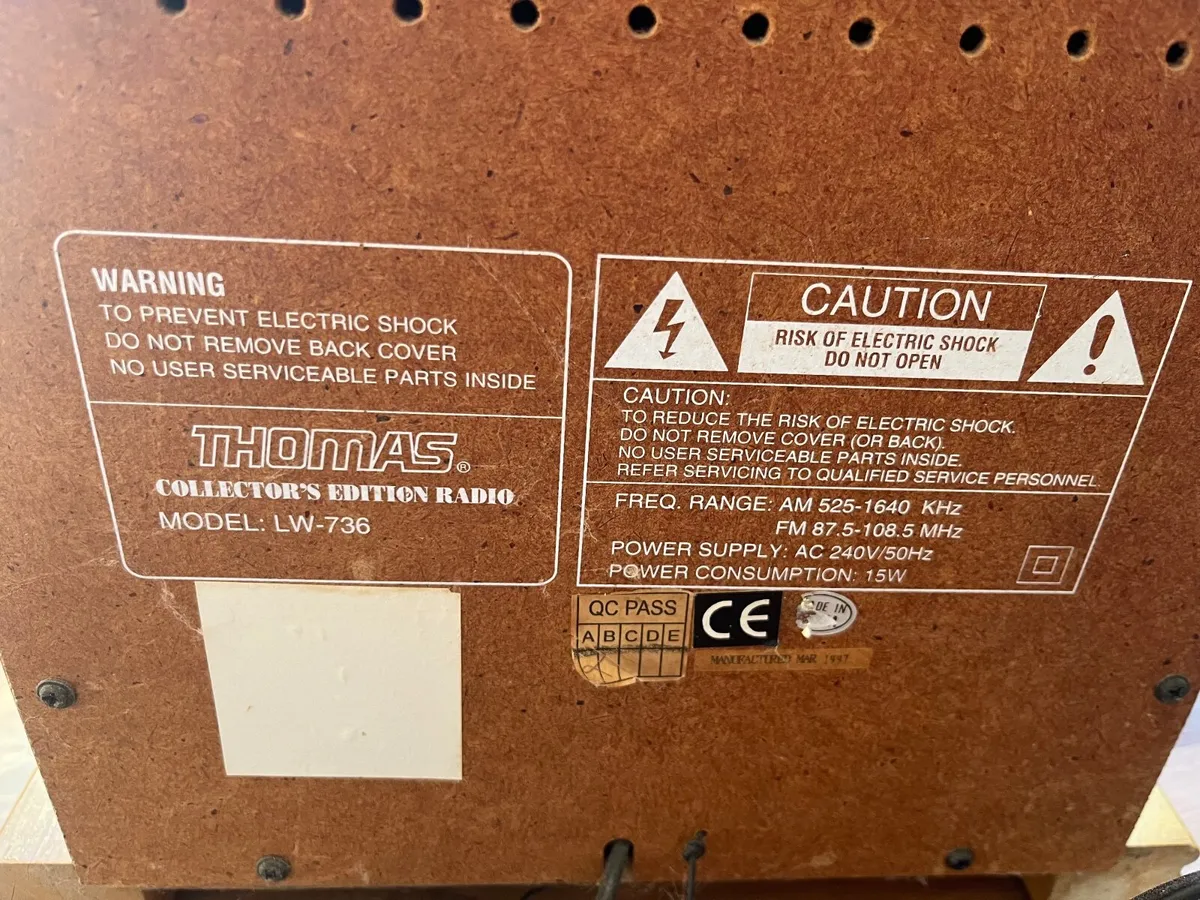 WARNING
TO PREVENT ELECTRIC SHOCK
DO NOT REMOVE BACK COVER
NO USER SERVICEABLE PARTS INSIDE
THOMAS®
COLLECTOR'S EDITION RADIO
MODEL: LW-736
CAUTION
RISK OF ELECTRIC SHOCK
DO NOT OPEN
CAUTION:
TO REDUCE THE RISK OF ELECTRIC SHOCK.
DO NOT REMOVE COVER (OR BACK).
NO USER SERVICEABLE PARTS INSIDE.
REFER SERVICING TO QUALIFIED SERVICE PERSONNEL.
FREQ. RANGE: AM 525-1640 KHz
FM 87.5-108.5 MHz
POWER SUPPLY: AC 240V/50Hz
POWER CONSUMPTION: 15W
QC PASS
A B C D E
CE
IN
MANUFACTURED MAR 1997